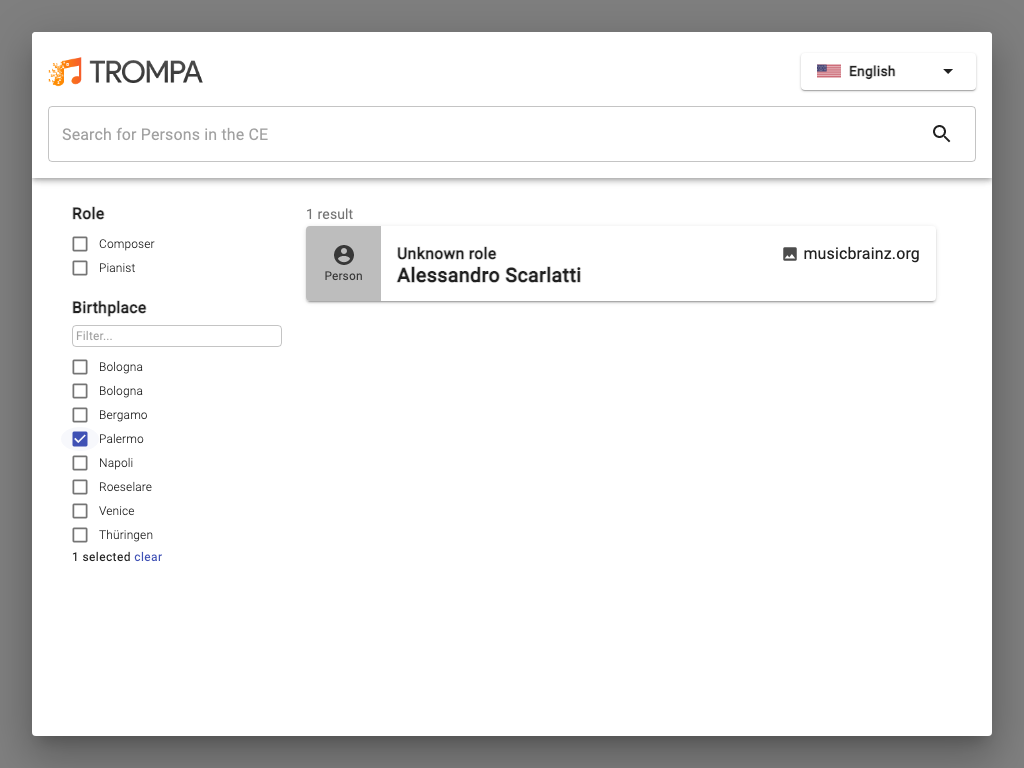 TROMPA
English
Search for Persons in the CE
Role
Composer
Pianist
Birthplace
Filter...
Bologna
Bologna
Bergamo
Palermo
Napoli
Roeselare
Venice
Thüringen
1 selected clear
1 result
Person
Unknown role
Alessandro Scarlatti
musicbrainz.org